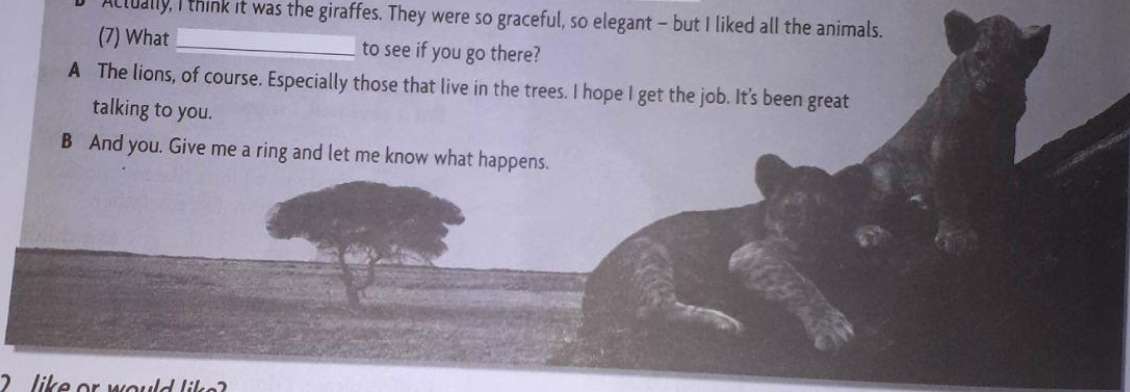 B Actually, I think it was the giraffes. They were so graceful, so elegant – but I liked all the animals.
(7) What ____________ to see if you go there?
A The lions, of course. Especially those that live in the trees. I hope I get the job. It's been great
talking to you.
B And you. Give me a ring and let me know what happens.
2 like or would like?